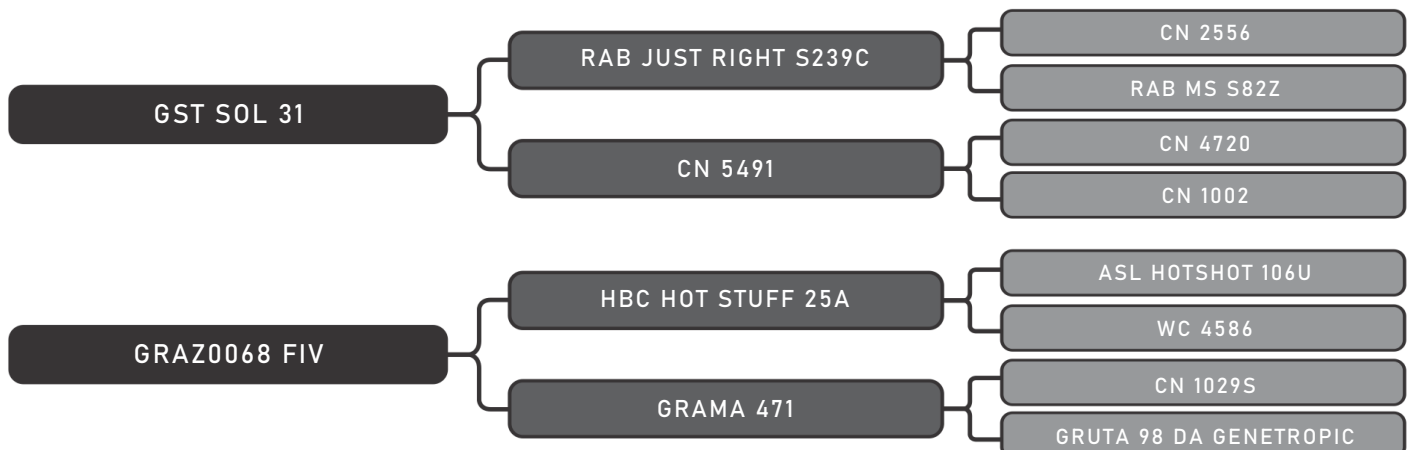 GST SOL 31
RAB JUST RIGHT S239C
CN 2556
RAB MS S82Z
CN 5491
CN 4720
CN 1002
GRAZ0068 FIV
HBC HOT STUFF 25A
ASL HOTSHOT 106U
WC 4586
GRAMA 471
CN 1029S
GRUTA 98 DA GENETROPIC